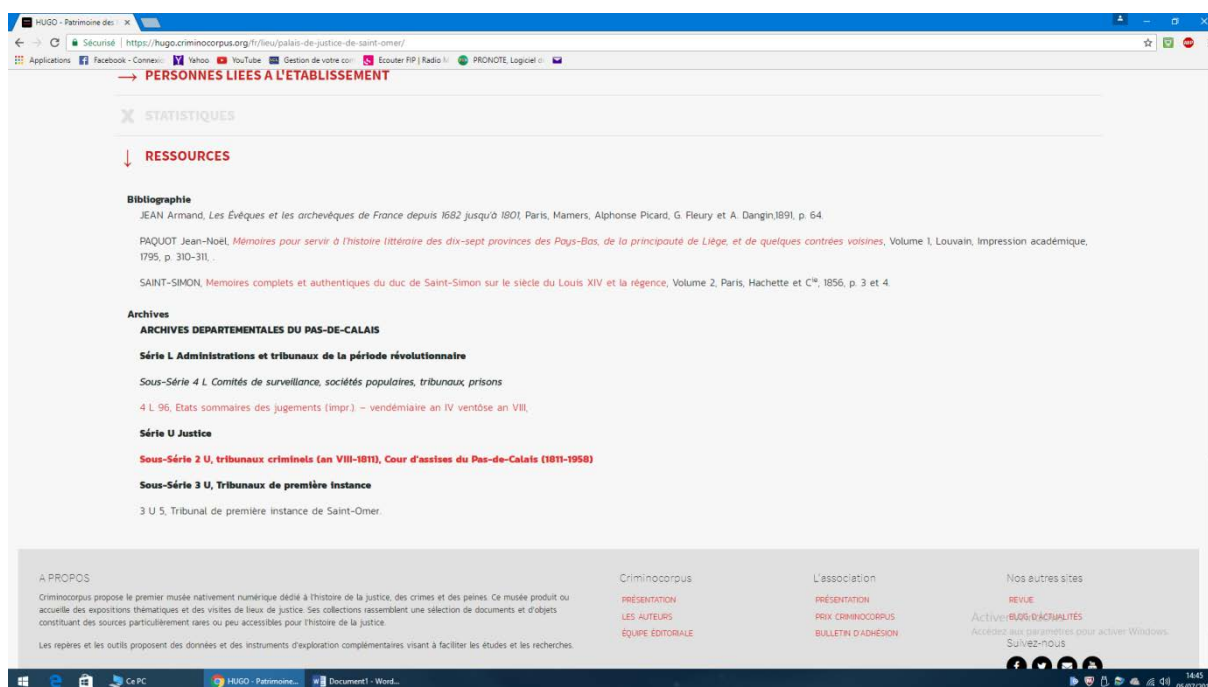 HUGO - Patrimoine des
Sécurisé | https://hugo.criminocorpus.org/fr/lieu/palais-de-justice-de-saint-omer/
Applications Facebook - Connexio Yahoo YouTube Gestion de votre con Ecouter FIP | Radio PRONOTE, Logiciel d
→ PERSONNES LIEES A L'ETABLISSEMENT
X STATISTIQUES
↓ RESSOURCES
Bibliographie
JEAN Armand, Les Évêques et les archevêques de France depuis 1682 jusqu'à 1801, Paris, Mamers, Alphonse Picard, G. Fleury et A. Dangin,1891, p. 64.
PAQUOT Jean-Noël, Mémoires pour servir à l'histoire littéraire des dix-sept provinces des Pays-Bas, de la principauté de Liège, et de quelques contrées voisines, Volume 1, Louvain, Impression académique,
1795, p. 310-311, .
SAINT-SIMON, Memoires complets et authentiques du duc de Saint-Simon sur le siècle du Louis XIV et la régence, Volume 2, Paris, Hachette et Cie, 1856, p. 3 et 4.
Archives
ARCHIVES DEPARTEMENTALES DU PAS-DE-CALAIS
Série L Administrations et tribunaux de la période révolutionnaire
Sous-Série 4 L Comités de surveillance, sociétés populaires, tribunaux, prisons
4 L 96, Etats sommaires des jugements (impr.) – vendémiaire an IV ventôse an VIII,
Série U Justice
Sous-Série 2 U, tribunaux criminels (an VIII-1811), Cour d'assises du Pas-de-Calais (1811-1958)
Sous-Série 3 U, Tribunaux de première instance
3 U 5, Tribunal de première instance de Saint-Omer.
A PROPOS
Criminocorpus propose le premier musée nativement numérique dédié à l'histoire de la justice, des crimes et des peines. Ce musée produit ou
accueille des expositions thématiques et des visites de lieux de justice. Ses collections rassemblent une sélection de documents et d'objets
constituant des sources particulièrement rares ou peu accessibles pour l'histoire de la justice.
Les repères et les outils proposent des données et des instruments d'exploration complémentaires visant à faciliter les études et les recherches.
Criminocorpus
PRÉSENTATION
LES AUTEURS
ÉQUIPE ÉDITORIALE
L'association
PRÉSENTATION
PRIX CRIMINOCORPUS
BULLETIN D'ADHÉSION
Nos autres sites
REVUE
BLOG D'ACTUALITÉS
Activer Windows
Accédez aux paramètres pour activer Windows.
Suivez-nous
Ce PC HUGO - Patrimoine... Document1 - Word...
14:45